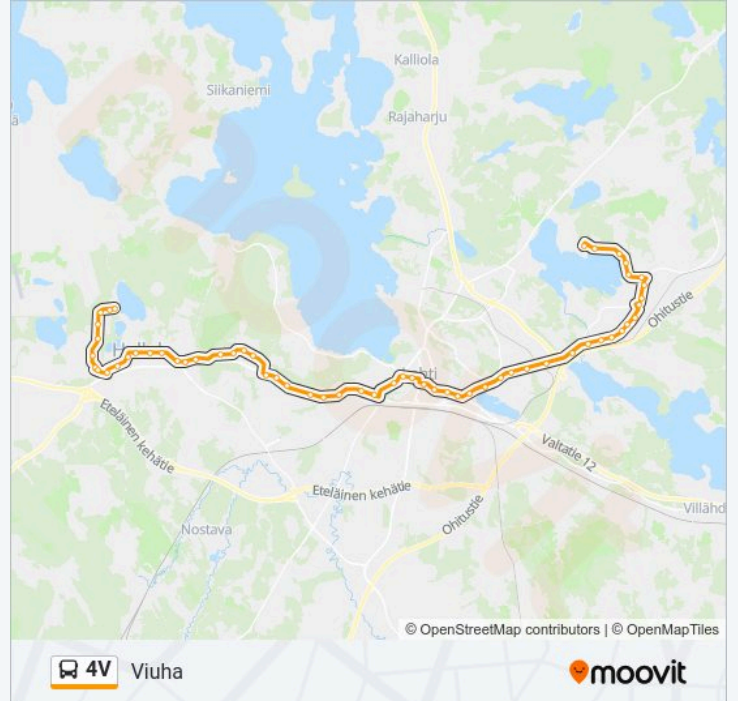 Kalliola
Siikaniemi
Rajaharju
Ohitustie
Valtatie 12
Eteläinen kehätie
Eteläinen kehätie
Ohitustie
Villähd
Nostava
© OpenStreetMap contributors | © OpenMapTiles
4V Viuha moovit